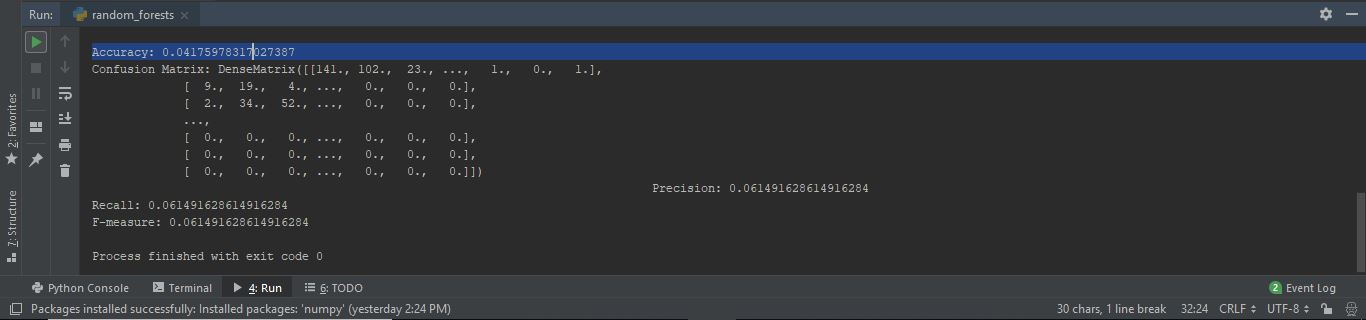 Run: random_forests
Accuracy: 0.04175978317027387
Confusion Matrix: DenseMatrix([[141., 102., 23., ..., 1., 0., 1.],
[ 9., 19., 4., ..., 0., 0., 0.],
[ 2., 34., 52., ..., 0., 0., 0.],
...,
[ 0., 0., 0., ..., 0., 0., 0.],
[ 0., 0., 0., ..., 0., 0., 0.],
[ 0., 0., 0., ..., 0., 0., 0.]])
Precision: 0.061491628614916284
Recall: 0.061491628614916284
F-measure: 0.061491628614916284
Process finished with exit code 0
2: Favorites
7: Structure
Python Console Terminal 4: Run 6: TODO 2 Event Log
Packages installed successfully: Installed packages: 'numpy' (yesterday 2:24 PM) 30 chars, 1 line break 32:24 CRLF UTF-8